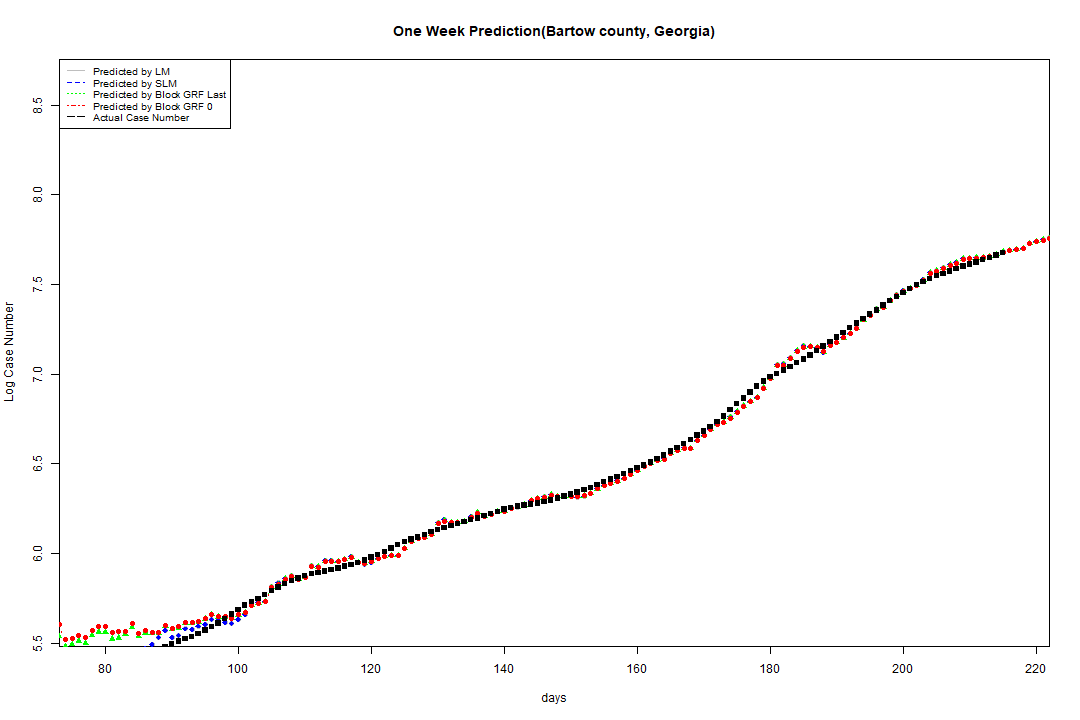 One Week Prediction(Bartow county, Georgia)
Predicted by LM
Predicted by SLM
Predicted by Block GRF Last
Predicted by Block GRF 0
Actual Case Number
8.5
8.0
7.5
7.0
6.5
6.0
5.5
Log Case Number
80 100 120 140 160 180 200 220
days